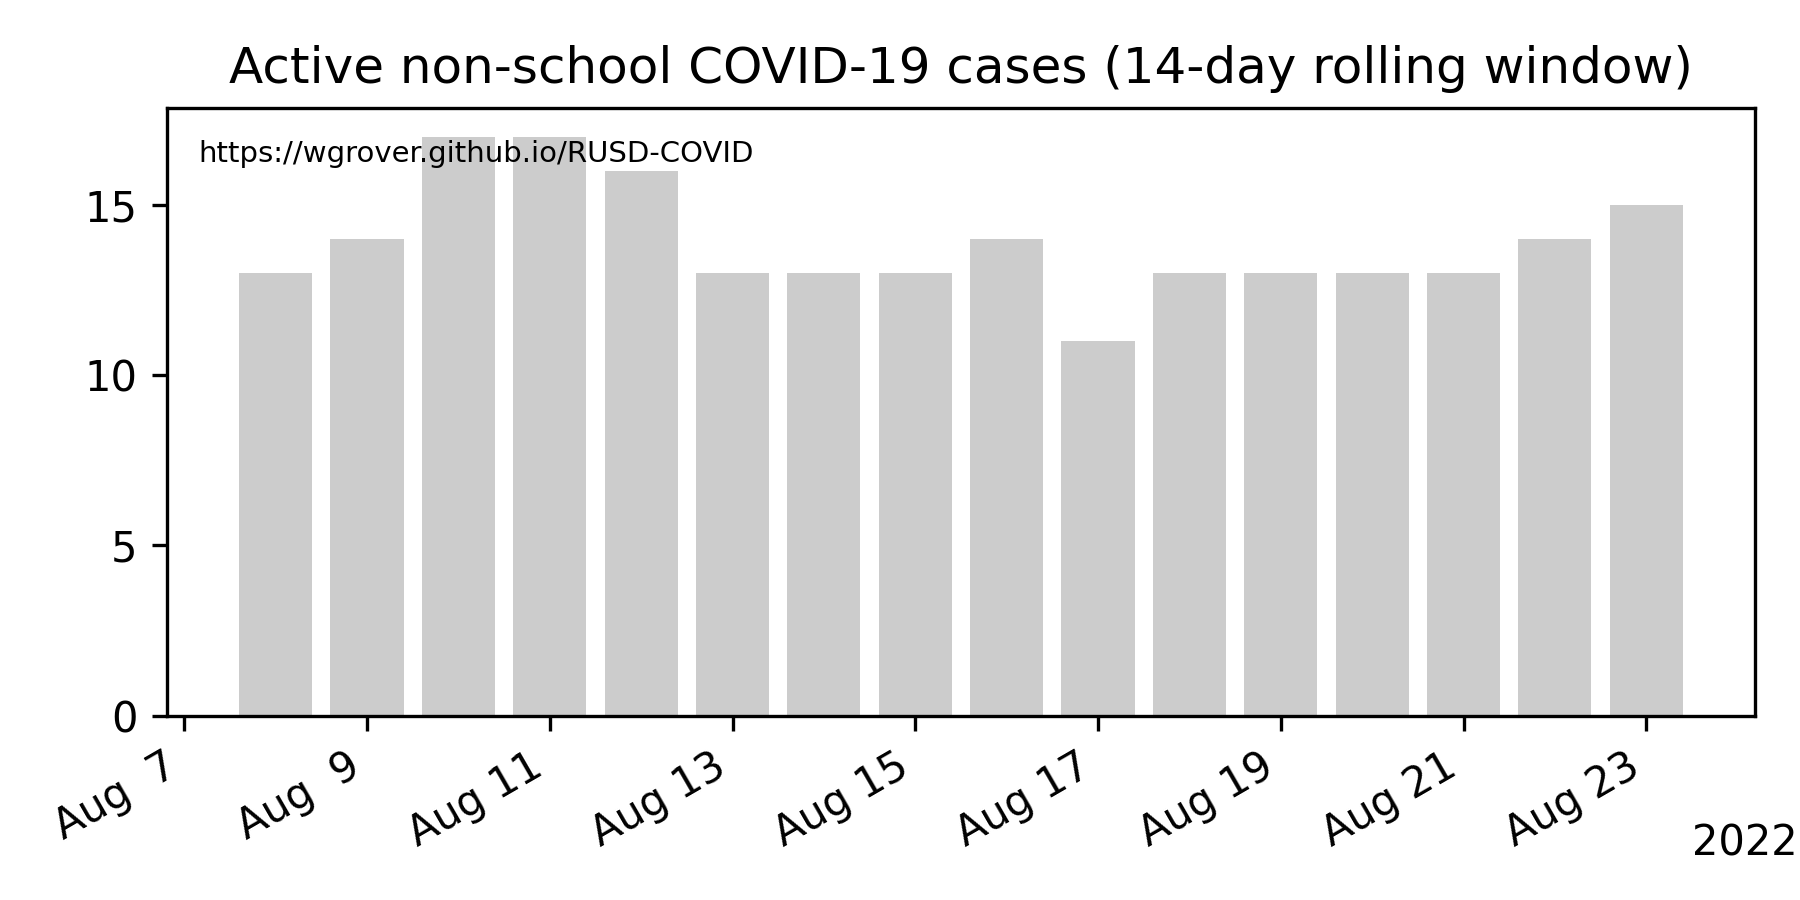 Active non-school COVID-19 cases (14-day rolling window)
https://wgrover.github.io/RUSD-COVID
15
10
5
0
Aug 7
Aug 9
Aug 11
Aug 13
Aug 15
Aug 17
Aug 19
Aug 21
Aug 23
2022